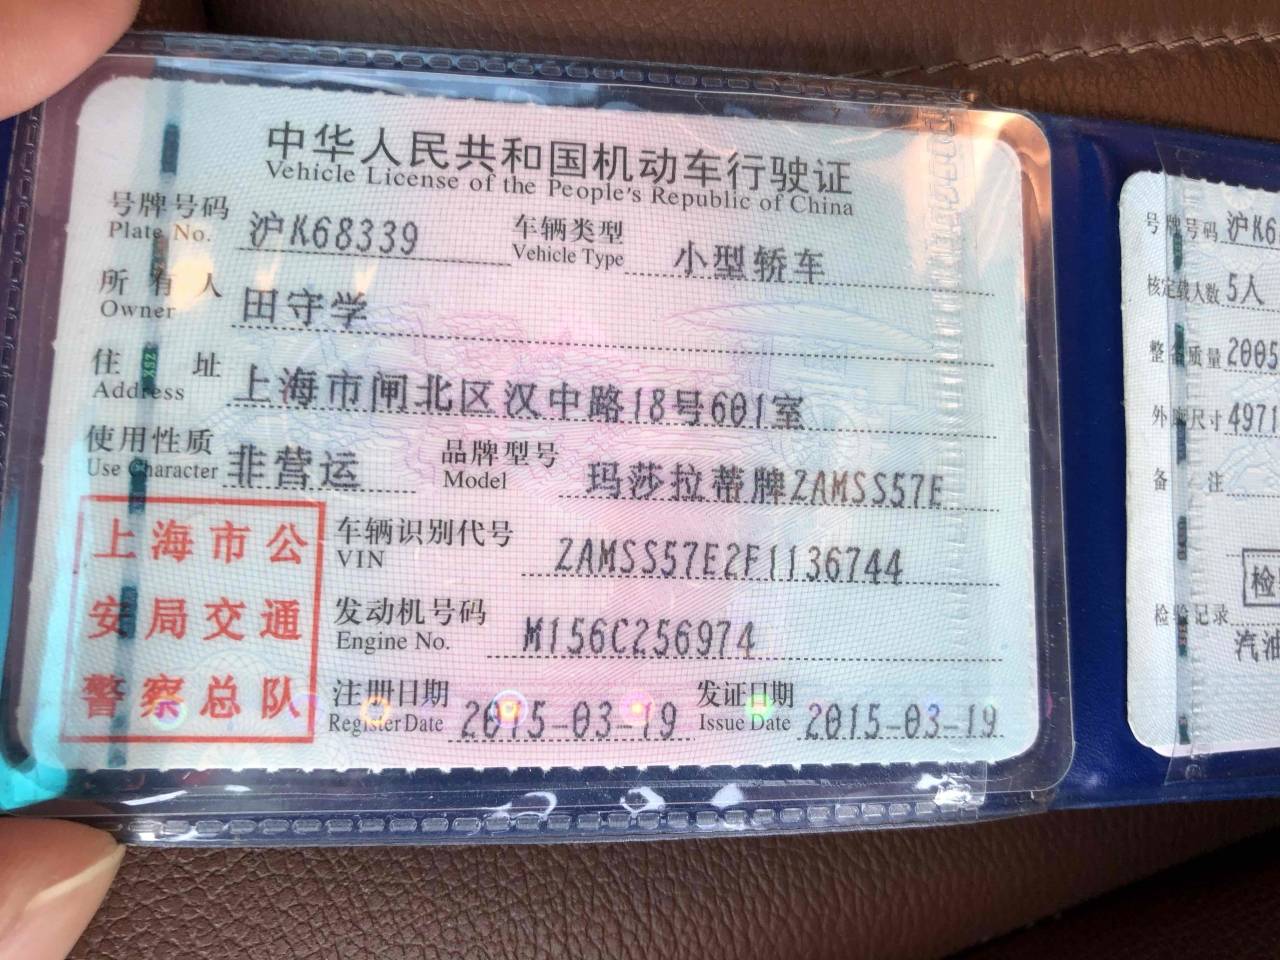 中华人民共和国机动车行驶证
Vehicle License of the People's Republic of China
号牌号码 沪K68339 车辆类型 小型轿车
Plate No. Vehicle Type
所有人 田守学
Owner
住址 上海市闸北区汉中路18号601室
Address
使用性质 非营运 品牌型号 玛莎拉蒂牌ZAMSS57E
Use Character Model
上海市公
安局交通
警察总队
车辆识别代号 ZAMSS57E2F1136744
VIN
发动机号码 M156C256974
Engine No.
注册日期 2015-03-19 发证日期 2015-03-19
Register Date Issue Date
号牌号码 沪K6
核定载人数 5人
整备质量 2005
外廓尺寸 4971
备注
检
检验记录
汽油